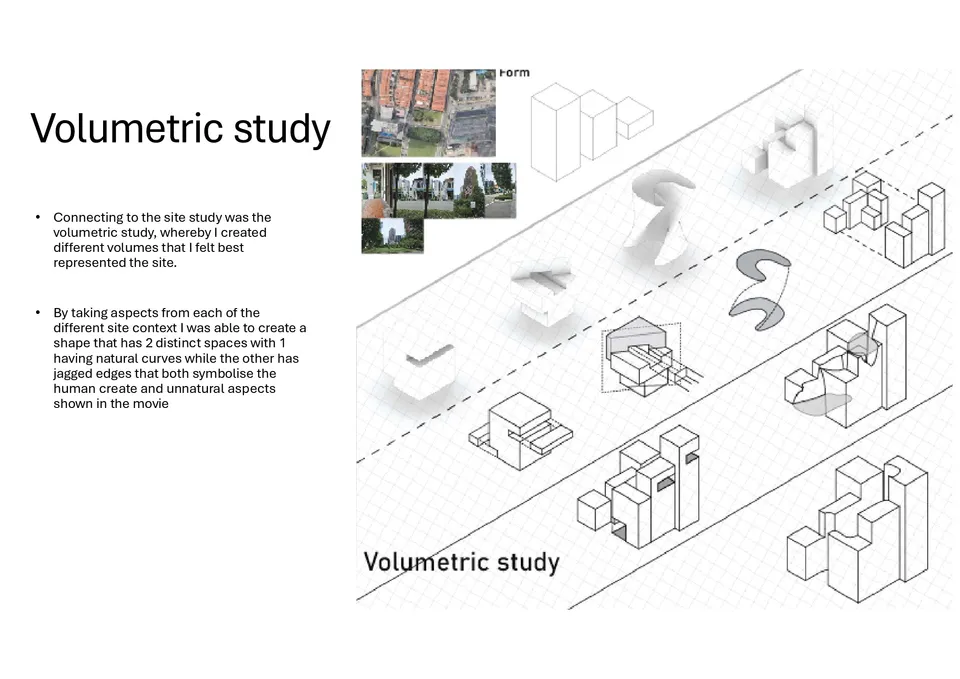 Form
Volumetric study
• Connecting to the site study was the
volumetric study, whereby I created
different volumes that I felt best
represented the site.
• By taking aspects from each of the
different site context I was able to create a
shape that has 2 distinct spaces with 1
having natural curves while the other has
jagged edges that both symbolise the
human create and unnatural aspects
shown in the movie
Volumetric study